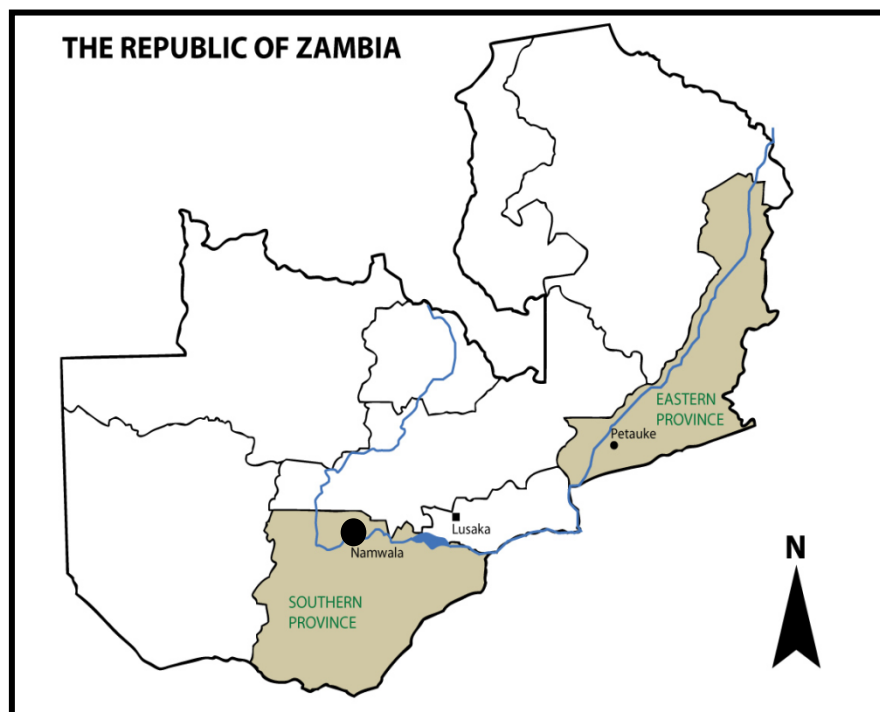 THE REPUBLIC OF ZAMBIA
EASTERN
PROVINCE
Petauke
Lusaka
Namwala
N
SOUTHERN
PROVINCE